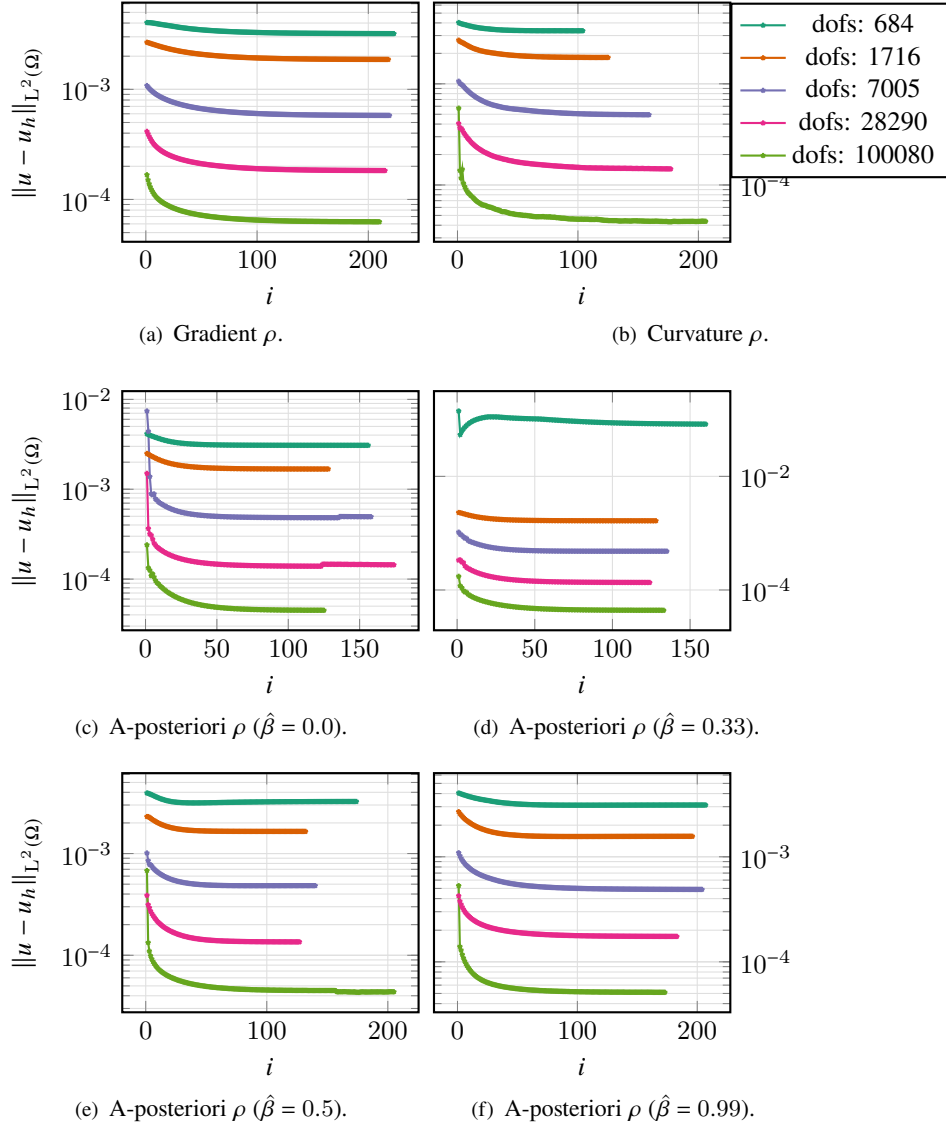 dofs: 684
dofs: 1716
dofs: 7005
dofs: 28290
dofs: 100080
‖u − u_h‖_{L²(Ω)}
10^{-3}
10^{-4}
0 100 200
i
(a) Gradient ρ.
10^{-4}
0 100 200
i
(b) Curvature ρ.
‖u − u_h‖_{L²(Ω)}
10^{-2}
10^{-3}
10^{-4}
0 50 100 150
i
(c) A-posteriori ρ (β̂ = 0.0).
10^{-2}
10^{-4}
0 50 100 150
i
(d) A-posteriori ρ (β̂ = 0.33).
‖u − u_h‖_{L²(Ω)}
10^{-3}
10^{-4}
0 100 200
i
(e) A-posteriori ρ (β̂ = 0.5).
10^{-3}
10^{-4}
0 100 200
i
(f) A-posteriori ρ (β̂ = 0.99).